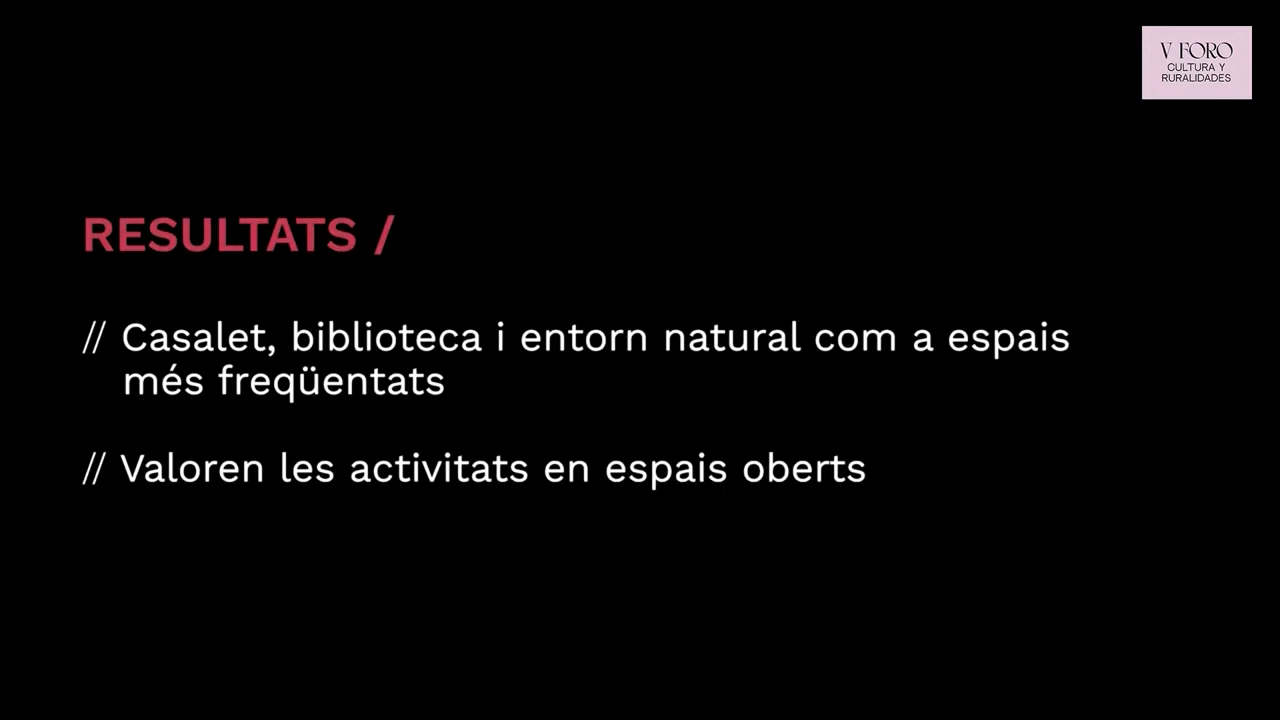 V FORO
CULTURA Y
RURALIDADES
RESULTATS /
// Casalet, biblioteca i entorn natural com a espais
més freqüentats
// Valoren les activitats en espais oberts